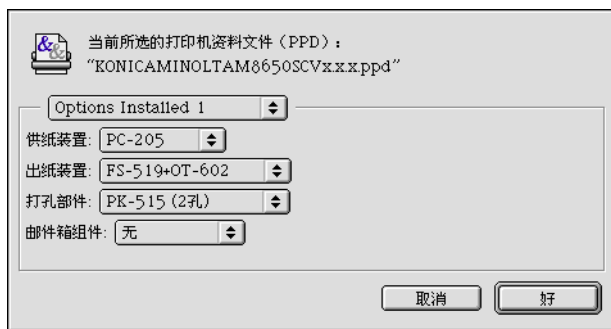 当前所选的打印机资料文件（PPD）:
“KONICAMINOLTAM8650SCVx.x.x.ppd”
Options Installed 1
供纸装置: PC-205
出纸装置: FS-519+OT-602
打孔部件: PK-515 (2孔)
邮件箱组件: 无
取消 好